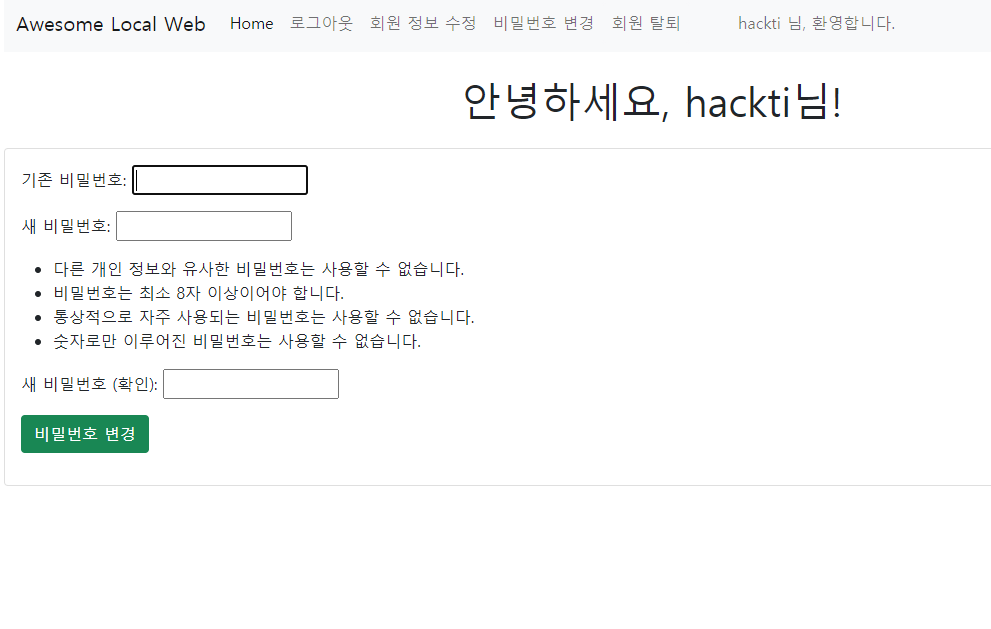 Awesome Local Web Home 로그아웃 회원 정보 수정 비밀번호 변경 회원 탈퇴 hackti 님, 환영합니다.
안녕하세요, hackti님!
기존 비밀번호:
새 비밀번호:
다른 개인 정보와 유사한 비밀번호는 사용할 수 없습니다.
비밀번호는 최소 8자 이상이어야 합니다.
통상적으로 자주 사용되는 비밀번호는 사용할 수 없습니다.
숫자로만 이루어진 비밀번호는 사용할 수 없습니다.
새 비밀번호 (확인):
비밀번호 변경